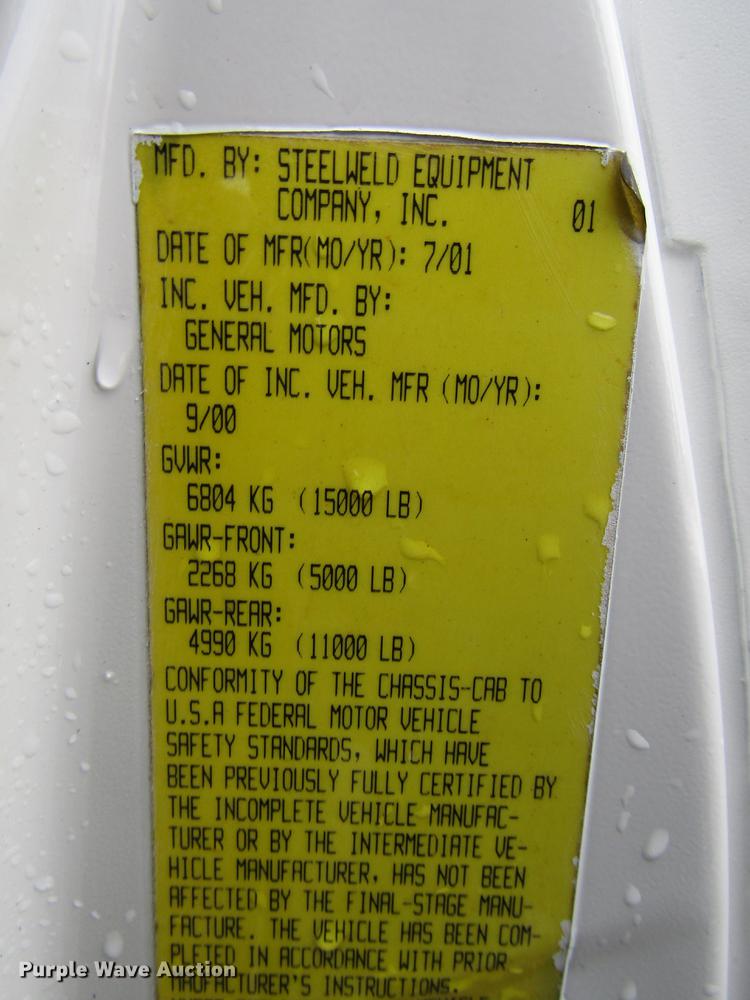 MFD. BY: STEELWELD EQUIPMENT
COMPANY, INC. 01
DATE OF MFR(MO/YR): 7/01
INC. VEH. MFD. BY:
GENERAL MOTORS
DATE OF INC. VEH. MFR (MO/YR):
9/00
GVWR:
6804 KG (15000 LB)
GAWR-FRONT:
2268 KG (5000 LB)
GAWR-REAR:
4990 KG (11000 LB)
CONFORMITY OF THE CHASSIS-CAB TO
U.S.A FEDERAL MOTOR VEHICLE
SAFETY STANDARDS, WHICH HAVE
BEEN PREVIOUSLY FULLY CERTIFIED BY
THE INCOMPLETE VEHICLE MANUFAC-
TURER OR BY THE INTERMEDIATE VE-
HICLE MANUFACTURER, HAS NOT BEEN
AFFECTED BY THE FINAL-STAGE MANU-
FACTURE. THE VEHICLE HAS BEEN COM-
PLETED IN ACCORDANCE WITH PRIOR
MAUFACTURER'S INSTRUCTIONS.
Purple Wave Auction